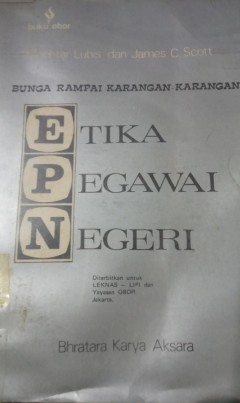 Lubis dan James C. Scott
BUNGA RAMPAI KARANGAN-KARANGAN
ETIKA
PEGAWAI
NEGERI
Diterbitkan untuk
LEKNAS - LIPI dan
Yayasan OBOR
Jakarta.
Bhratara Karya Aksara